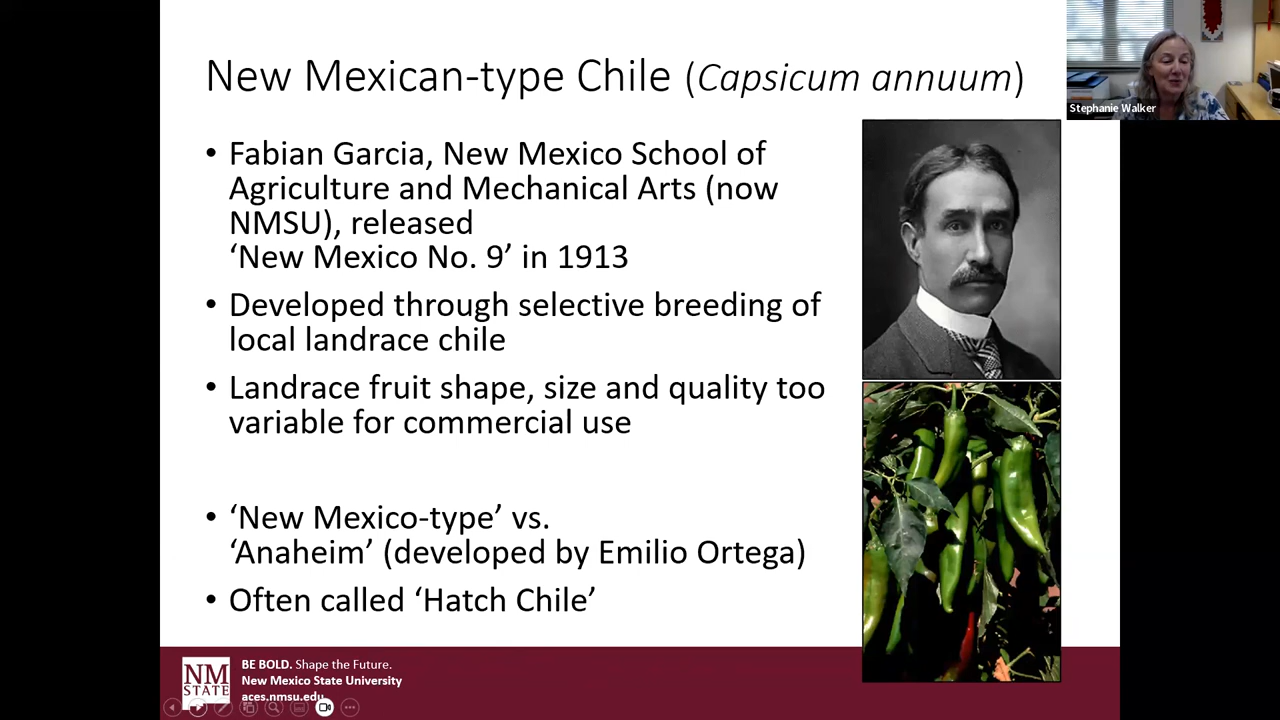 New Mexican-type Chile (Capsicum annuum)
Stephanie Walker
• Fabian Garcia, New Mexico School of
Agriculture and Mechanical Arts (now
NMSU), released
‘New Mexico No. 9’ in 1913
• Developed through selective breeding of
local landrace chile
• Landrace fruit shape, size and quality too
variable for commercial use
• ‘New Mexico-type’ vs.
‘Anaheim’ (developed by Emilio Ortega)
• Often called ‘Hatch Chile’
NM
STATE
BE BOLD. Shape the Future.
New Mexico State University
aces.nmsu.edu